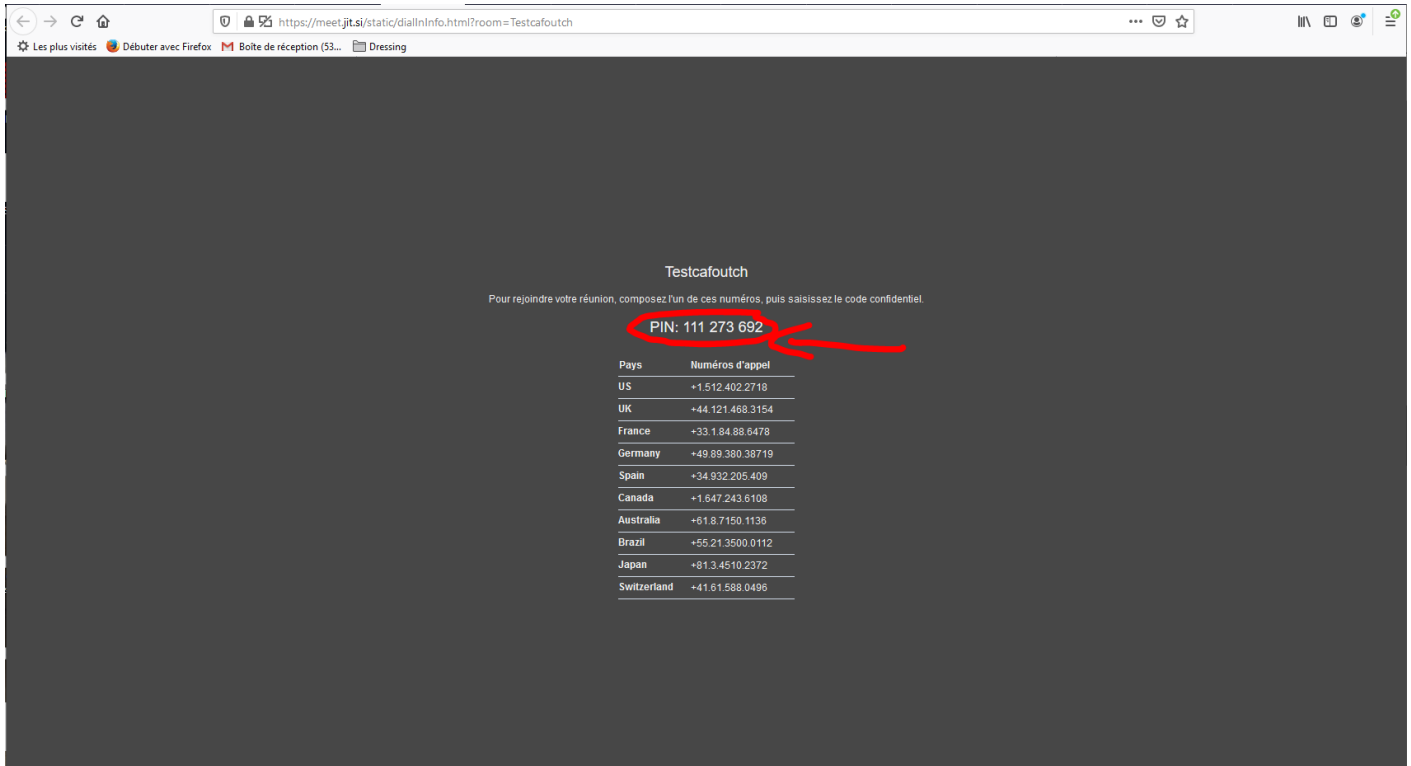 https://meet.jit.si/static/dialInInfo.html?room=Testcafoutch
Les plus visités Débuter avec Firefox Boîte de réception (53... Dressing
Testcafoutch
Pour rejoindre votre réunion, composez l'un de ces numéros, puis saisissez le code confidentiel.
PIN: 111 273 692
Pays Numéros d'appel
US +1.512.402.2718
UK +44.121.468.3154
France +33.1.84.88.6478
Germany +49.89.380.38719
Spain +34.932.205.409
Canada +1.647.243.6108
Australia +61.8.7150.1136
Brazil +55.21.3500.0112
Japan +81.3.4510.2372
Switzerland +41.61.588.0496